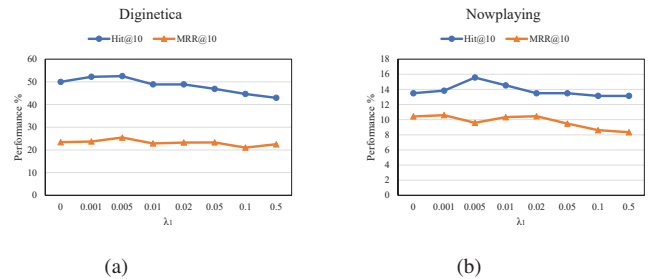 Diginetica
Hit@10 MRR@10
60
50
40
30
20
10
0
Performance %
0 0.001 0.005 0.01 0.02 0.05 0.1 0.5
λ1
(a)
Nowplaying
Hit@10 MRR@10
18
16
14
12
10
8
6
4
2
0
Performance %
0 0.001 0.005 0.01 0.02 0.05 0.1 0.5
λ1
(b)